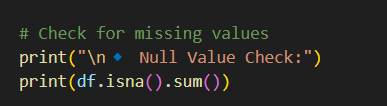 # Check for missing values
print("\n🔹 Null Value Check:")
print(df.isna().sum())